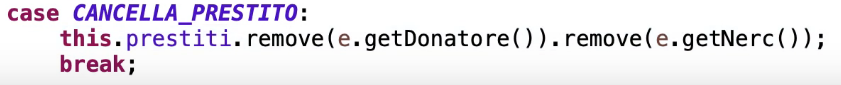 case CANCELLA_PRESTITO:
this.prestiti.remove(e.getDonatore()).remove(e.getNerc());
break;